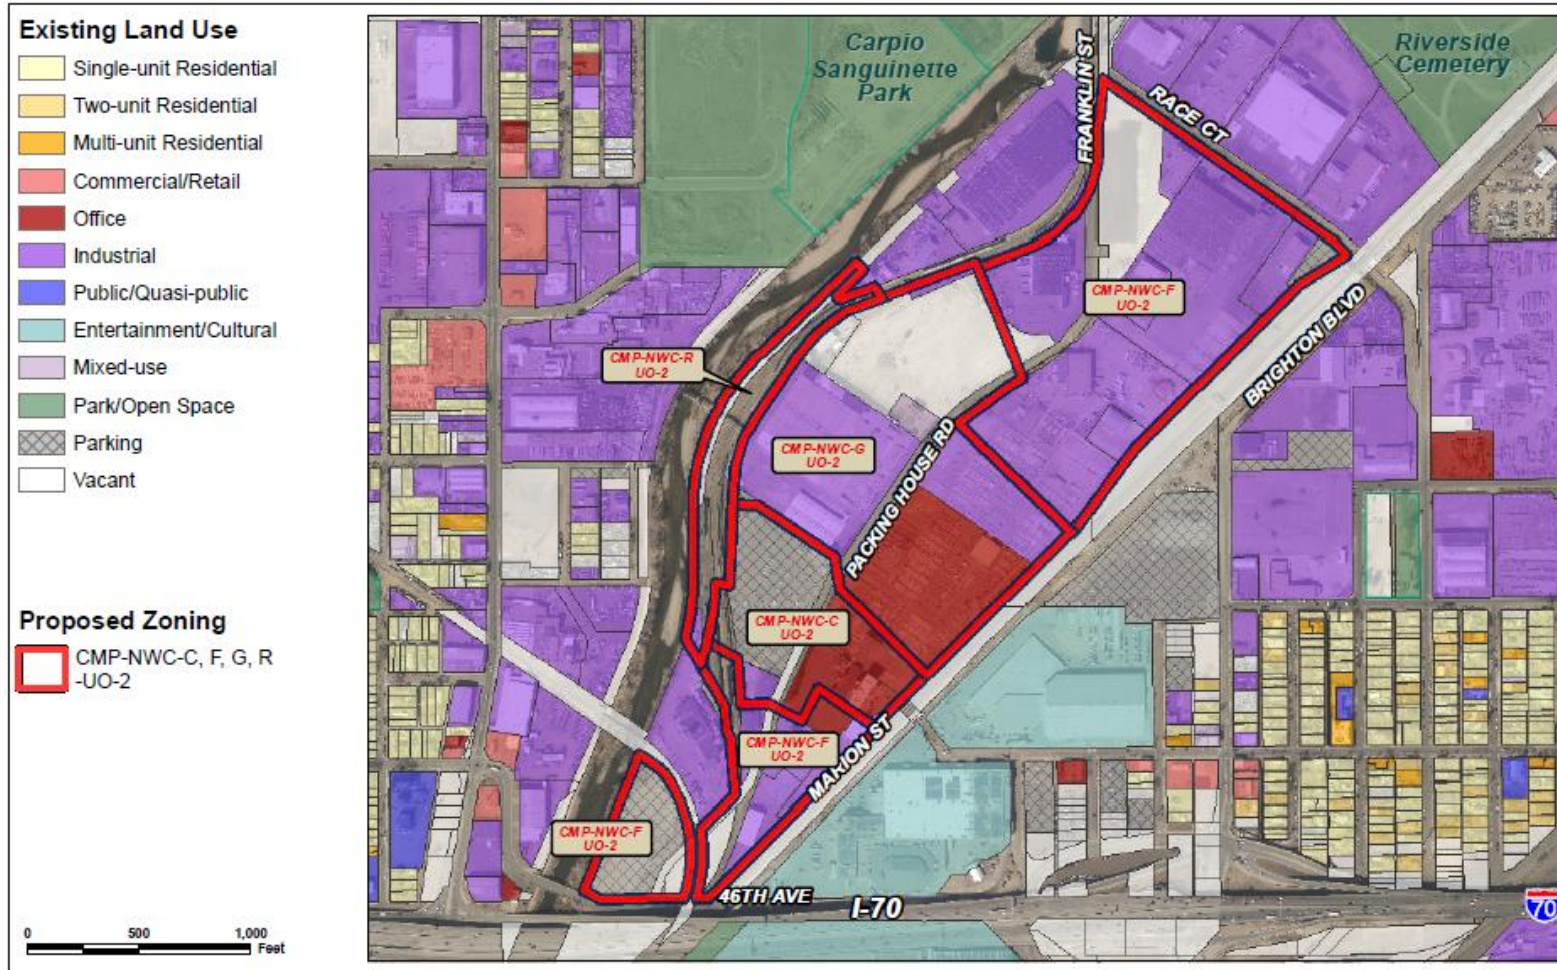 Existing Land Use
Single-unit Residential
Two-unit Residential
Multi-unit Residential
Commercial/Retail
Office
Industrial
Public/Quasi-public
Entertainment/Cultural
Mixed-use
Park/Open Space
Parking
Vacant
Proposed Zoning
CMP-NWC-C, F, G, R
-UO-2
0 500 1,000
Feet
Carpio
Sanguinette
Park
FRANKLIN ST
RACE CT
Riverside
Cemetery
CMP-NWC-F
UO-2
CMP-NWC-R
UO-2
BRIGHTON BLVD
CMP-NWC-G
UO-2
PACKING HOUSE RD
CMP-NWC-C
UO-2
CMP-NWC-F
UO-2
MARION ST
CMP-NWC-F
UO-2
46TH AVE
I-70
70